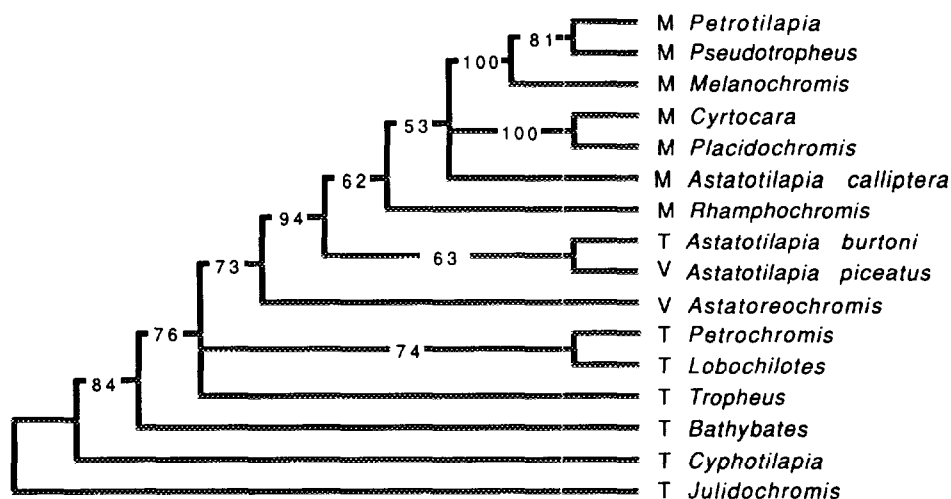 M Petrotilapia
81
M Pseudotropheus
100
M Melanochromis
M Cyrtocara
53
100
M Placidochromis
62
M Astatotilapia calliptera
M Rhamphochromis
94
T Astatotilapia burtoni
63
73
V Astatotilapia piceatus
V Astatoreochromis
76
T Petrochromis
74
T Lobochilotes
84
T Tropheus
T Bathybates
T Cyphotilapia
T Julidochromis